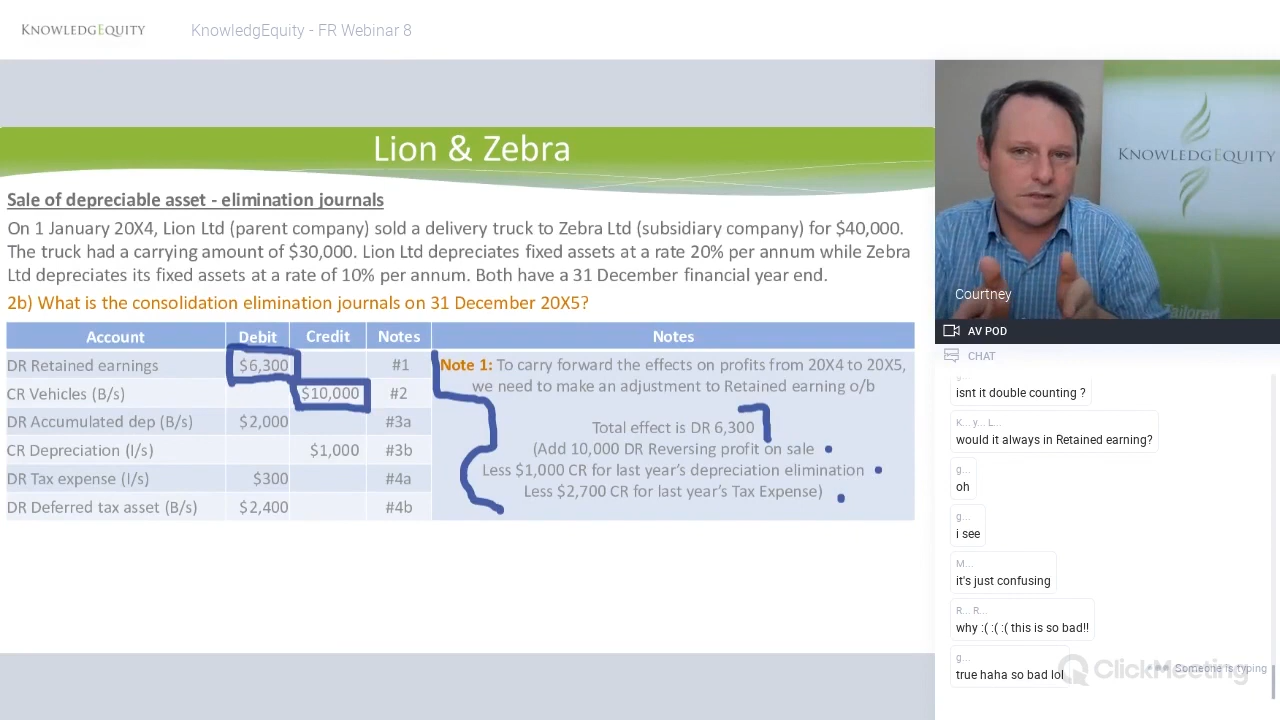 KNOWLEDGEQUITY
KnowledgEquity - FR Webinar 8
Lion & Zebra
Sale of depreciable asset - elimination journals
On 1 January 20X4, Lion Ltd (parent company) sold a delivery truck to Zebra Ltd (subsidiary company) for $40,000.
The truck had a carrying amount of $30,000. Lion Ltd depreciates fixed assets at a rate 20% per annum while Zebra
Ltd depreciates its fixed assets at a rate of 10% per annum. Both have a 31 December financial year end.
2b) What is the consolidation elimination journals on 31 December 20X5?
Account Debit Credit Notes Notes
DR Retained earnings $6,300 #1
CR Vehicles (B/s) $10,000 #2
DR Accumulated dep (B/S) $2,000 #3a
CR Depreciation (I/s) $1,000 #3b
DR Tax expense (I/s) $300 #4a
DR Deferred tax asset (B/s) $2,400 #4b
Note 1: To carry forward the effects on profits from 20X4 to 20X5,
we need to make an adjustment to Retained earning o/b
Total effect is DR 6,300
(Add 10,000 DR Reversing profit on sale
Less $1,000 CR for last year's depreciation elimination
Less $2,700 CR for last year's Tax Expense)
KNOWLEDGEQUITY
Tailored
Courtney
AV POD
CHAT
g...
isnt it double counting ?
K... y... L...
would it always in Retained earning?
g...
oh
g...
i see
M...
it's just confusing
R... R...
why :( :( :( this is so bad!!
g...
true haha so bad lol
Someone is typing
ClickMeeting